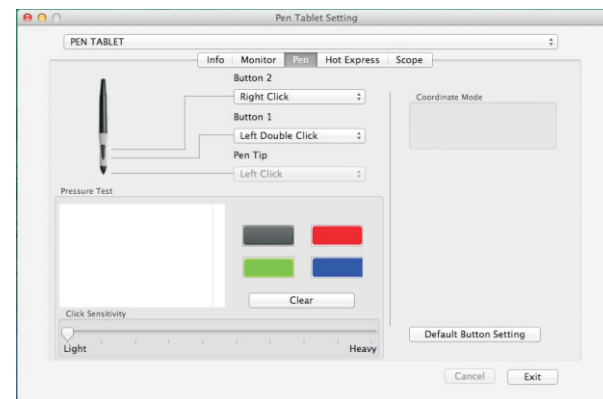 Pen Tablet Setting
PEN TABLET
Info Monitor Pen Hot Express Scope
Button 2
Right Click
Coordinate Mode
Button 1
Left Double Click
Pen Tip
Left Click
Pressure Test
Clear
Click Sensitivity
Light Heavy
Default Button Setting
Cancel Exit